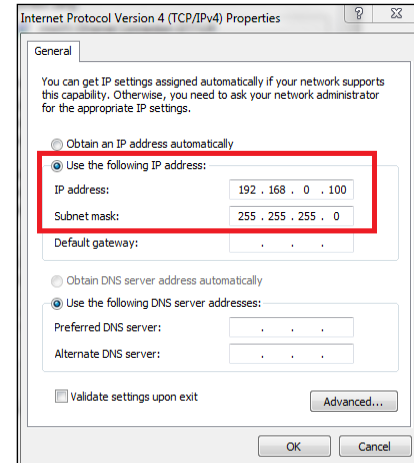 Internet Protocol Version 4 (TCP/IPv4) Properties
General
You can get IP settings assigned automatically if your network supports
this capability. Otherwise, you need to ask your network administrator
for the appropriate IP settings.
Obtain an IP address automatically
Use the following IP address:
IP address: 192 . 168 . 0 . 100
Subnet mask: 255 . 255 . 255 . 0
Default gateway: . . .
Obtain DNS server address automatically
Use the following DNS server addresses:
Preferred DNS server: . . .
Alternate DNS server: . . .
Validate settings upon exit
Advanced...
OK Cancel